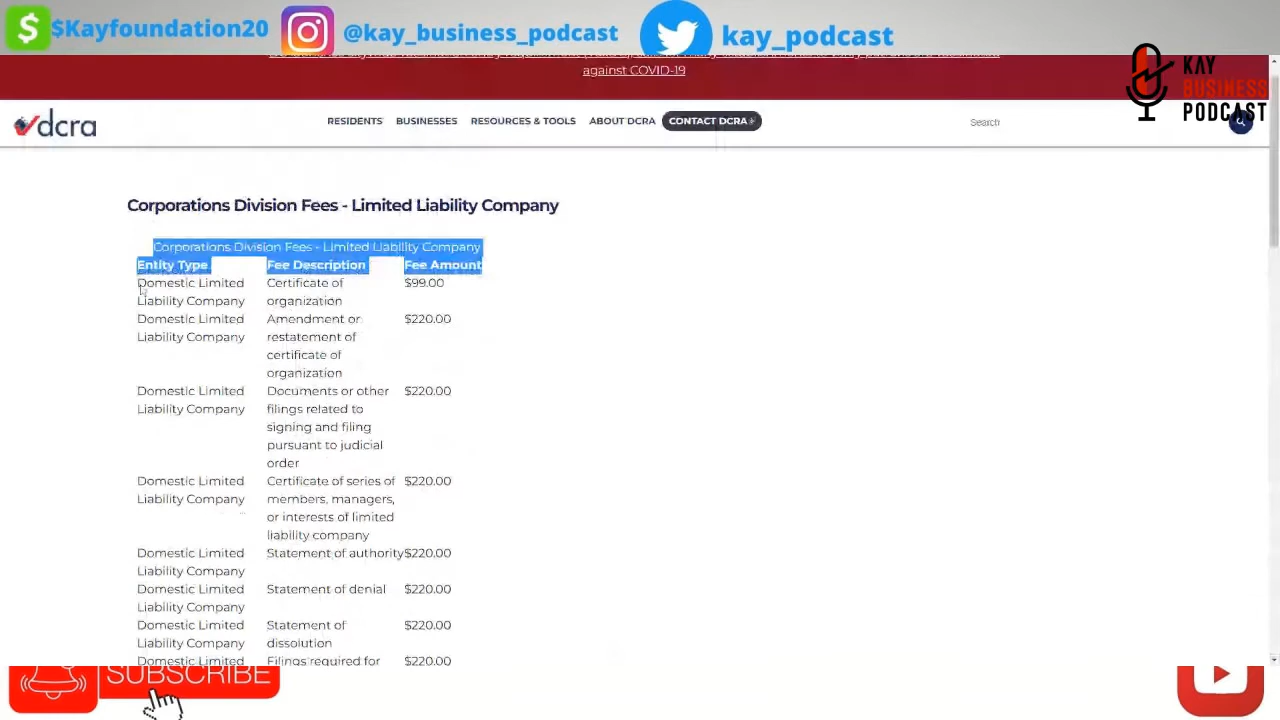 $Kayfoundation20
@kay_business_podcast
kay_podcast
against COVID-19
KAY
BUSINESS
PODCAST
dcra
RESIDENTS BUSINESSES RESOURCES & TOOLS ABOUT DCRA CONTACT DCRA
Search
Corporations Division Fees - Limited Liability Company
Corporations Division Fees - Limited Liability Company
Entity Type Fee Description Fee Amount
Domestic Limited Certificate of $99.00
Liability Company organization
Domestic Limited Amendment or $220.00
Liability Company restatement of
certificate of
organization
Domestic Limited Documents or other $220.00
Liability Company filings related to
signing and filing
pursuant to judicial
order
Domestic Limited Certificate of series of $220.00
Liability Company members, managers,
or interests of limited
liability company
Domestic Limited Statement of authority $220.00
Liability Company
Domestic Limited Statement of denial $220.00
Liability Company
Domestic Limited Statement of $220.00
Liability Company dissolution
Domestic Limited Filings required for $220.00
SUBSCRIBE